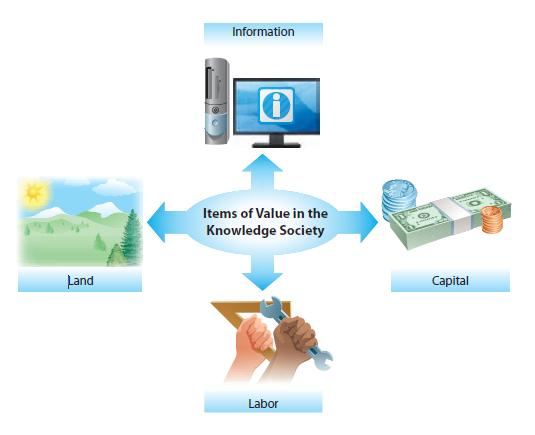 Information
Items of Value in the
Knowledge Society
Land
Capital
Labor